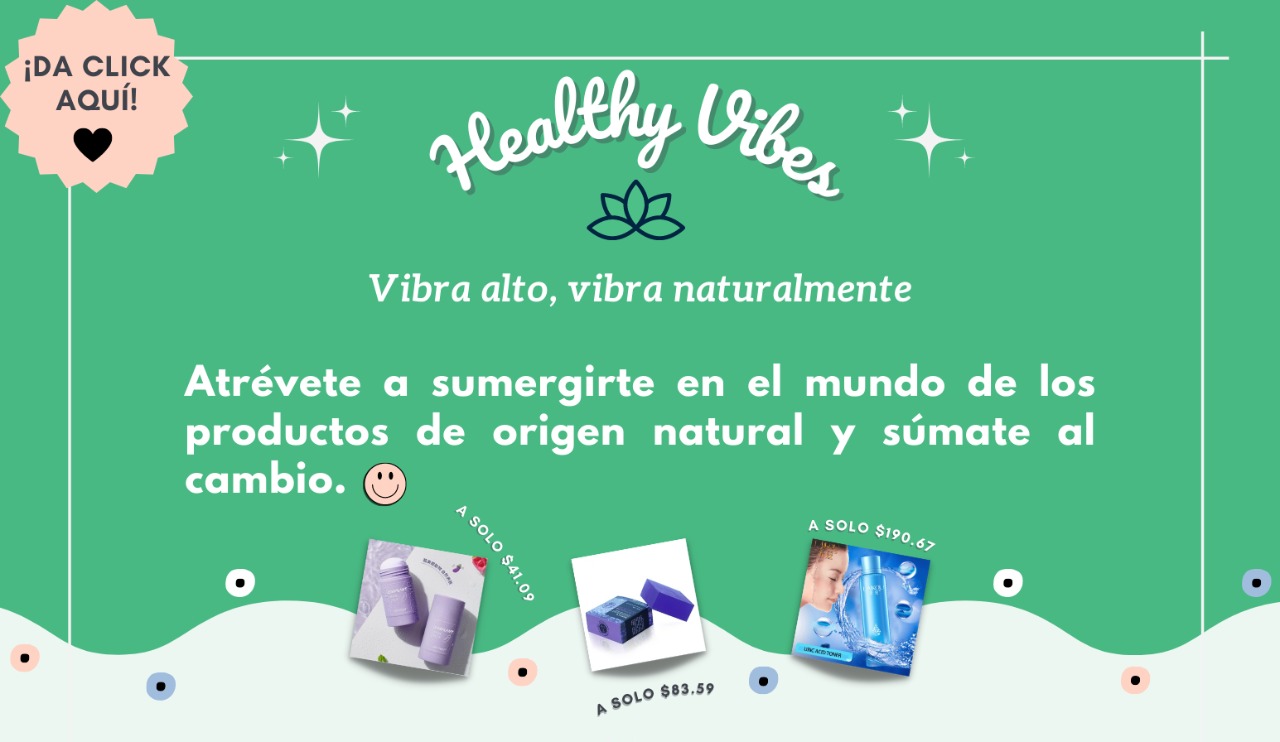 ¡DA CLICK
AQUÍ!
Healthy Vibes
Vibra alto, vibra naturalmente
Atrévete a sumergirte en el mundo de los
productos de origen natural y súmate al
cambio.
A SOLO $41.09
A SOLO $190.67
A SOLO $83.59